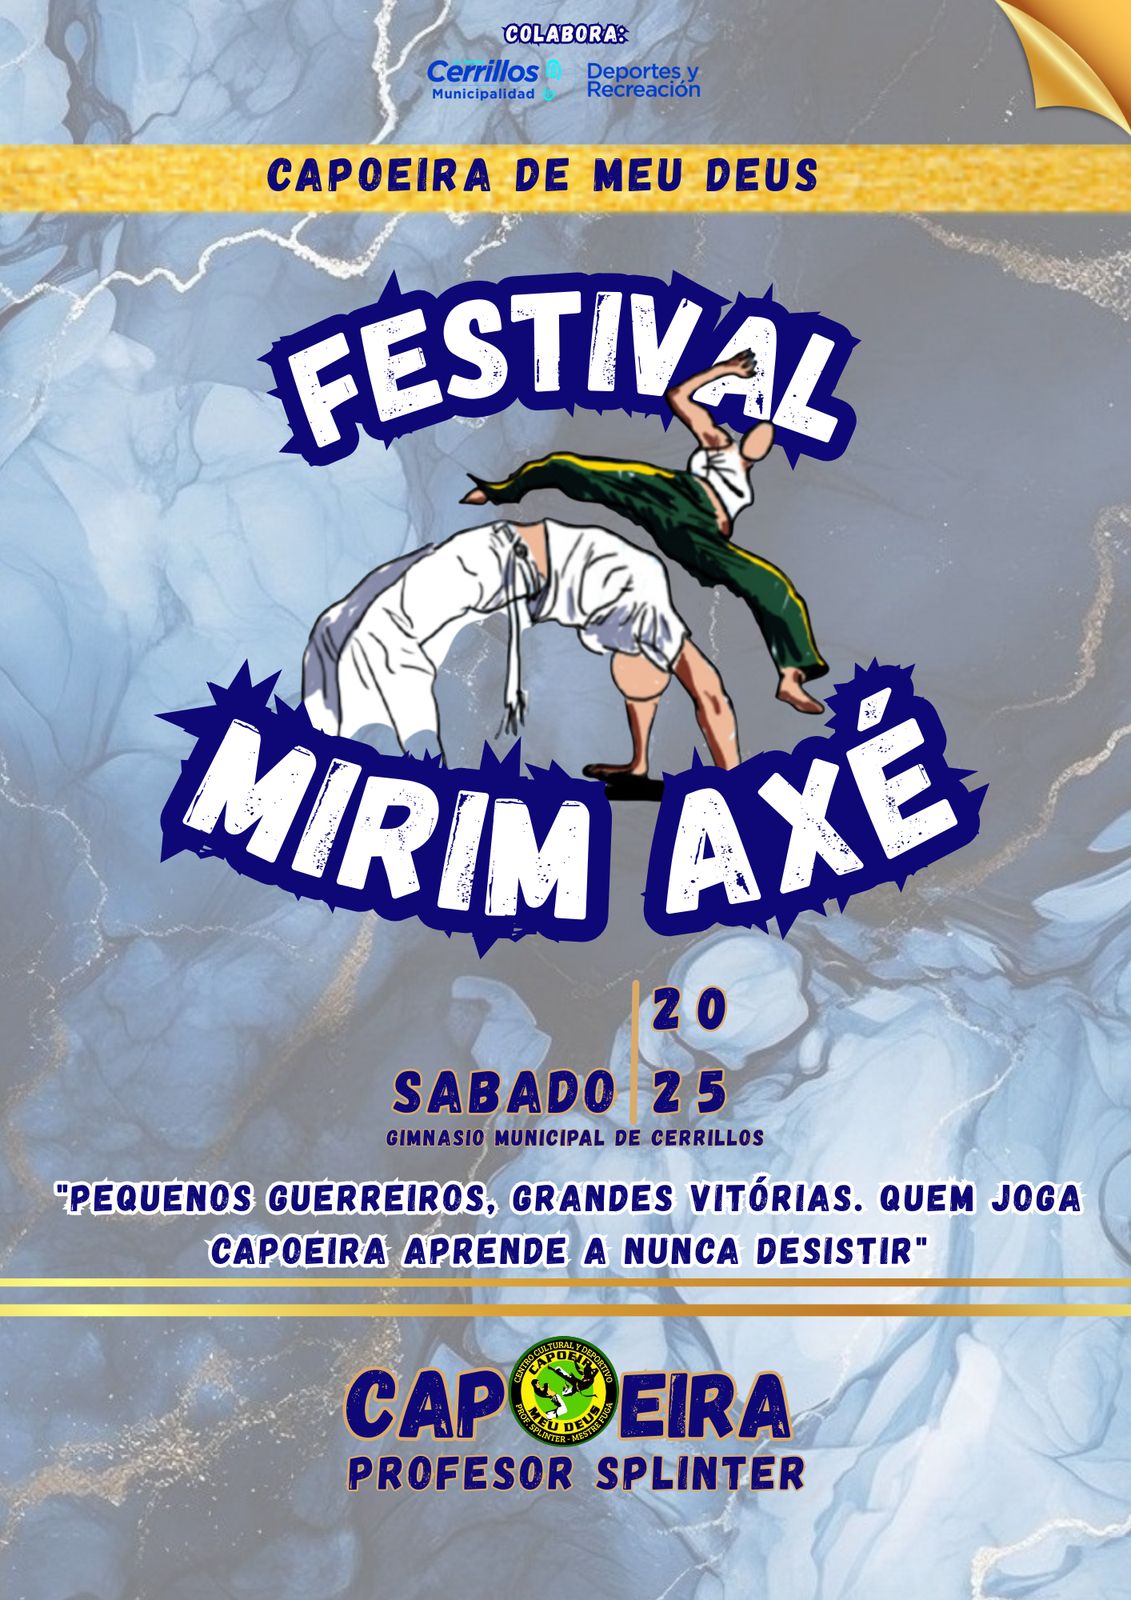 COLABORA:
Cerrillos
Municipalidad
Deportes y
Recreación
CAPOEIRA DE MEU DEUS
FESTIVAL
MIRIM AXÉ
20
SABADO 25
GIMNASIO MUNICIPAL DE CERRILLOS
"PEQUENOS GUERREIROS, GRANDES VITÓRIAS. QUEM JOGA
CAPOEIRA APRENDE A NUNCA DESISTIR"
CAP EIRA
CENTRO CULTURAL Y DEPORTIVO
CAPOEIRA
MEU DEUS
PROF. SPLINTER - MESTRE FUGA
PROFESOR SPLINTER